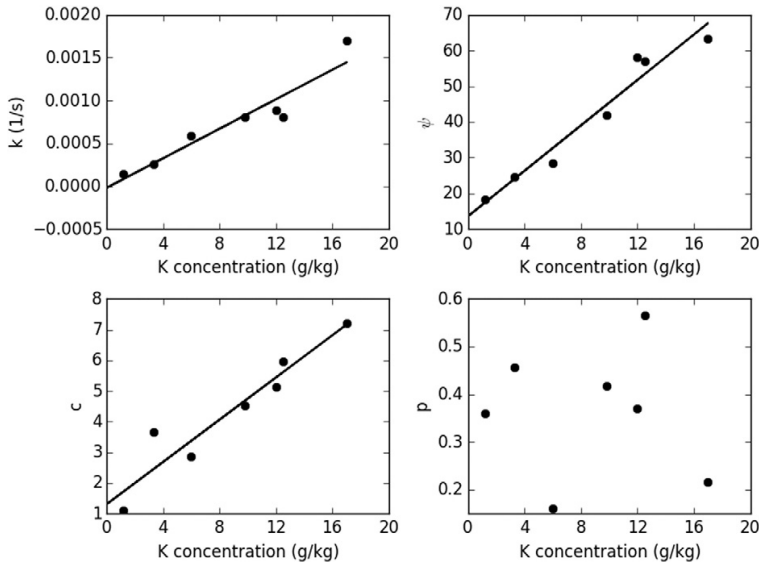 0.0020
0.0015
0.0010
0.0005
0.0000
−0.0005
k (1/s)
0 4 8 12 16 20
K concentration (g/kg)
70
60
50
40
30
20
10
ψ
0 4 8 12 16 20
K concentration (g/kg)
8
7
6
5
4
3
2
1
c
0 4 8 12 16 20
K concentration (g/kg)
0.6
0.5
0.4
0.3
0.2
p
0 4 8 12 16 20
K concentration (g/kg)